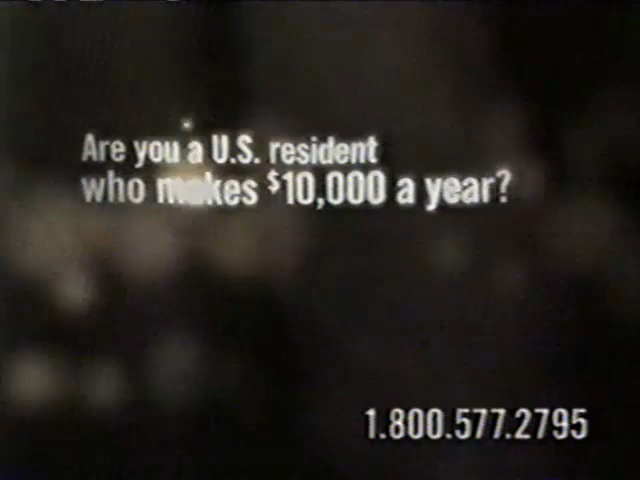 Are you a U.S. resident
who makes $10,000 a year?
1.800.577.2795